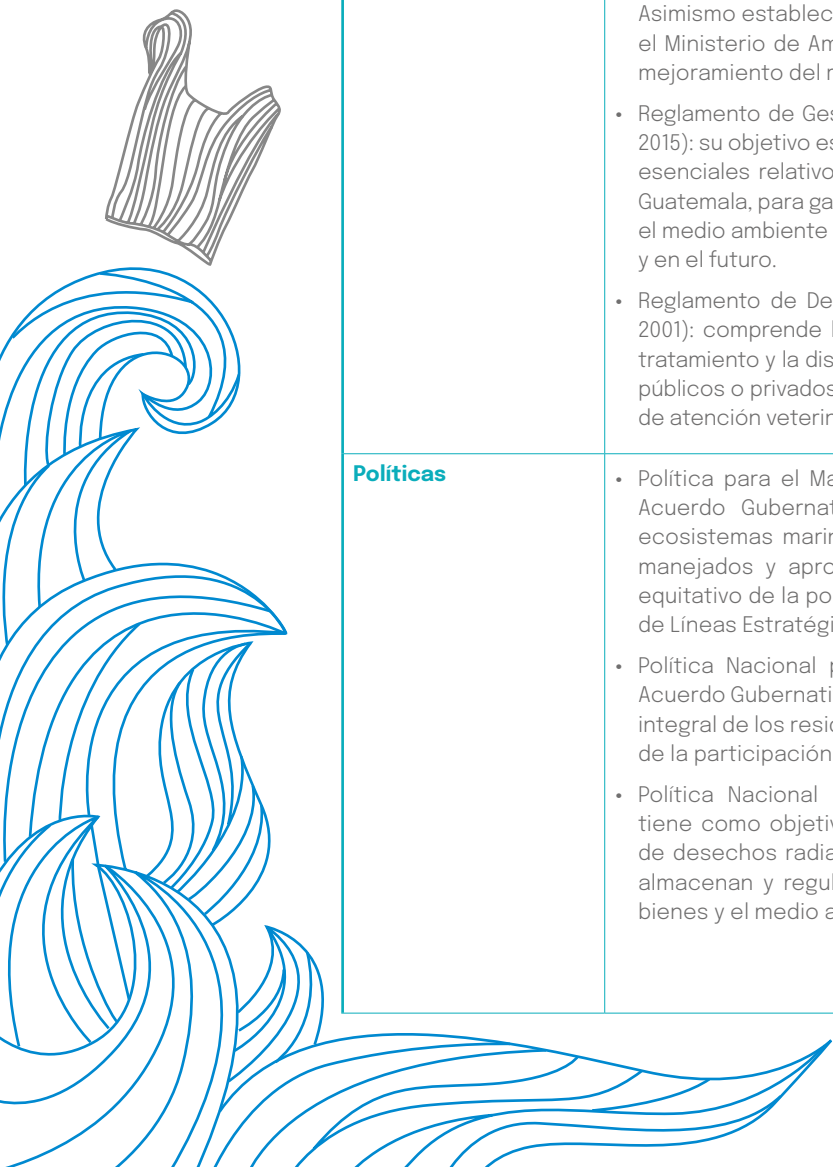 Asimismo establec
el Ministerio de Am
mejoramiento del
• Reglamento de Ges
2015): su objetivo es
esenciales relativo
Guatemala, para ga
el medio ambiente
y en el futuro.
• Reglamento de De
2001): comprende
tratamiento y la dis
públicos o privados
de atención veterin
Políticas
• Política para el Ma
Acuerdo Gubernat
ecosistemas marin
manejados y apro
equitativo de la po
de Líneas Estratégi
• Política Nacional p
Acuerdo Gubernati
integral de los resid
de la participación
• Política Nacional
tiene como objetiv
de desechos radia
almacenan y regul
bienes y el medio a